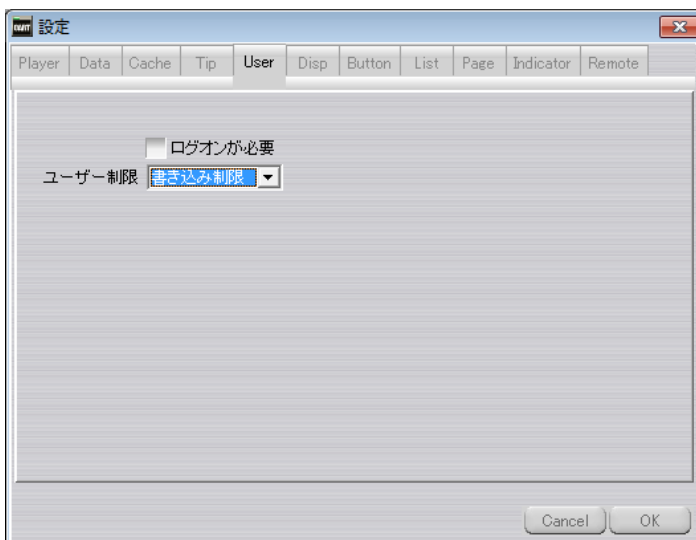 設定
Player Data Cache Tip User Disp Button List Page Indicator Remote
ログオンが必要
ユーザー制限 書き込み制限
Cancel OK